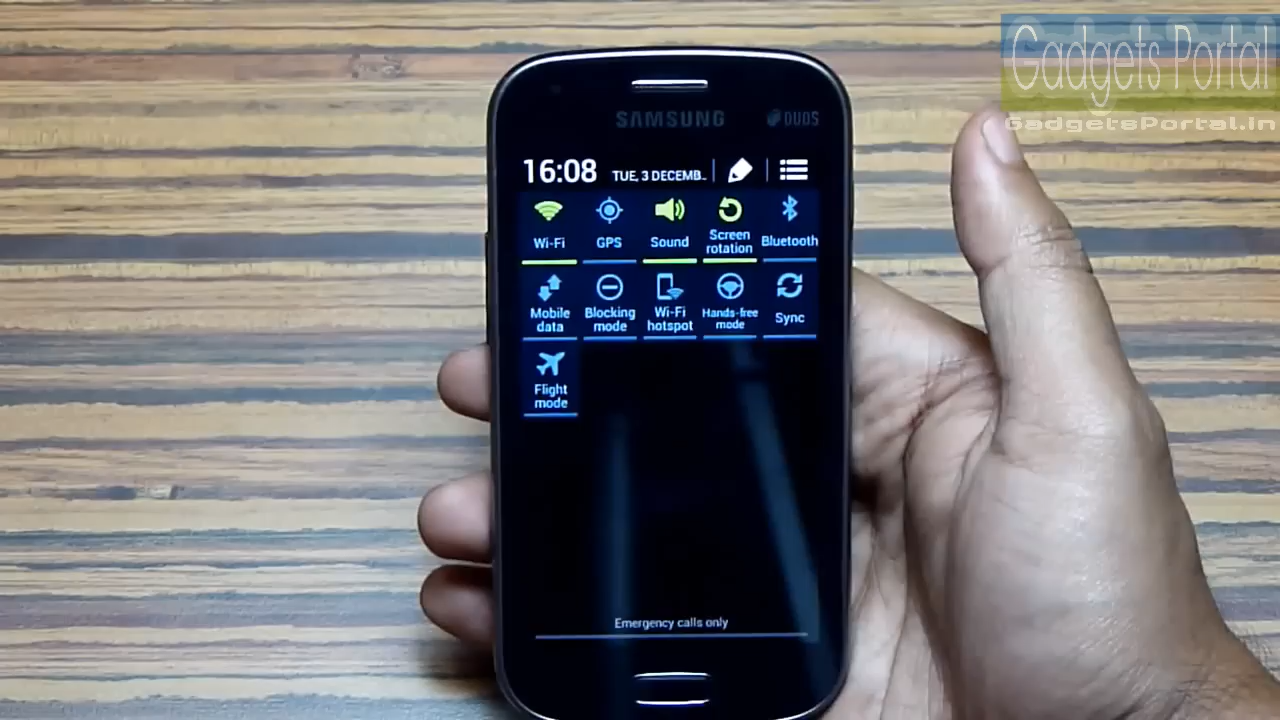 Gadgets Portal
GadgetsPortal.in
SAMSUNG
DUOS
16:08 TUE, 3 DECEMB..
Wi-Fi GPS Sound Screen rotation Bluetooth
Mobile data Blocking mode Wi-Fi hotspot Hands-free mode Sync
Flight mode
Emergency calls only